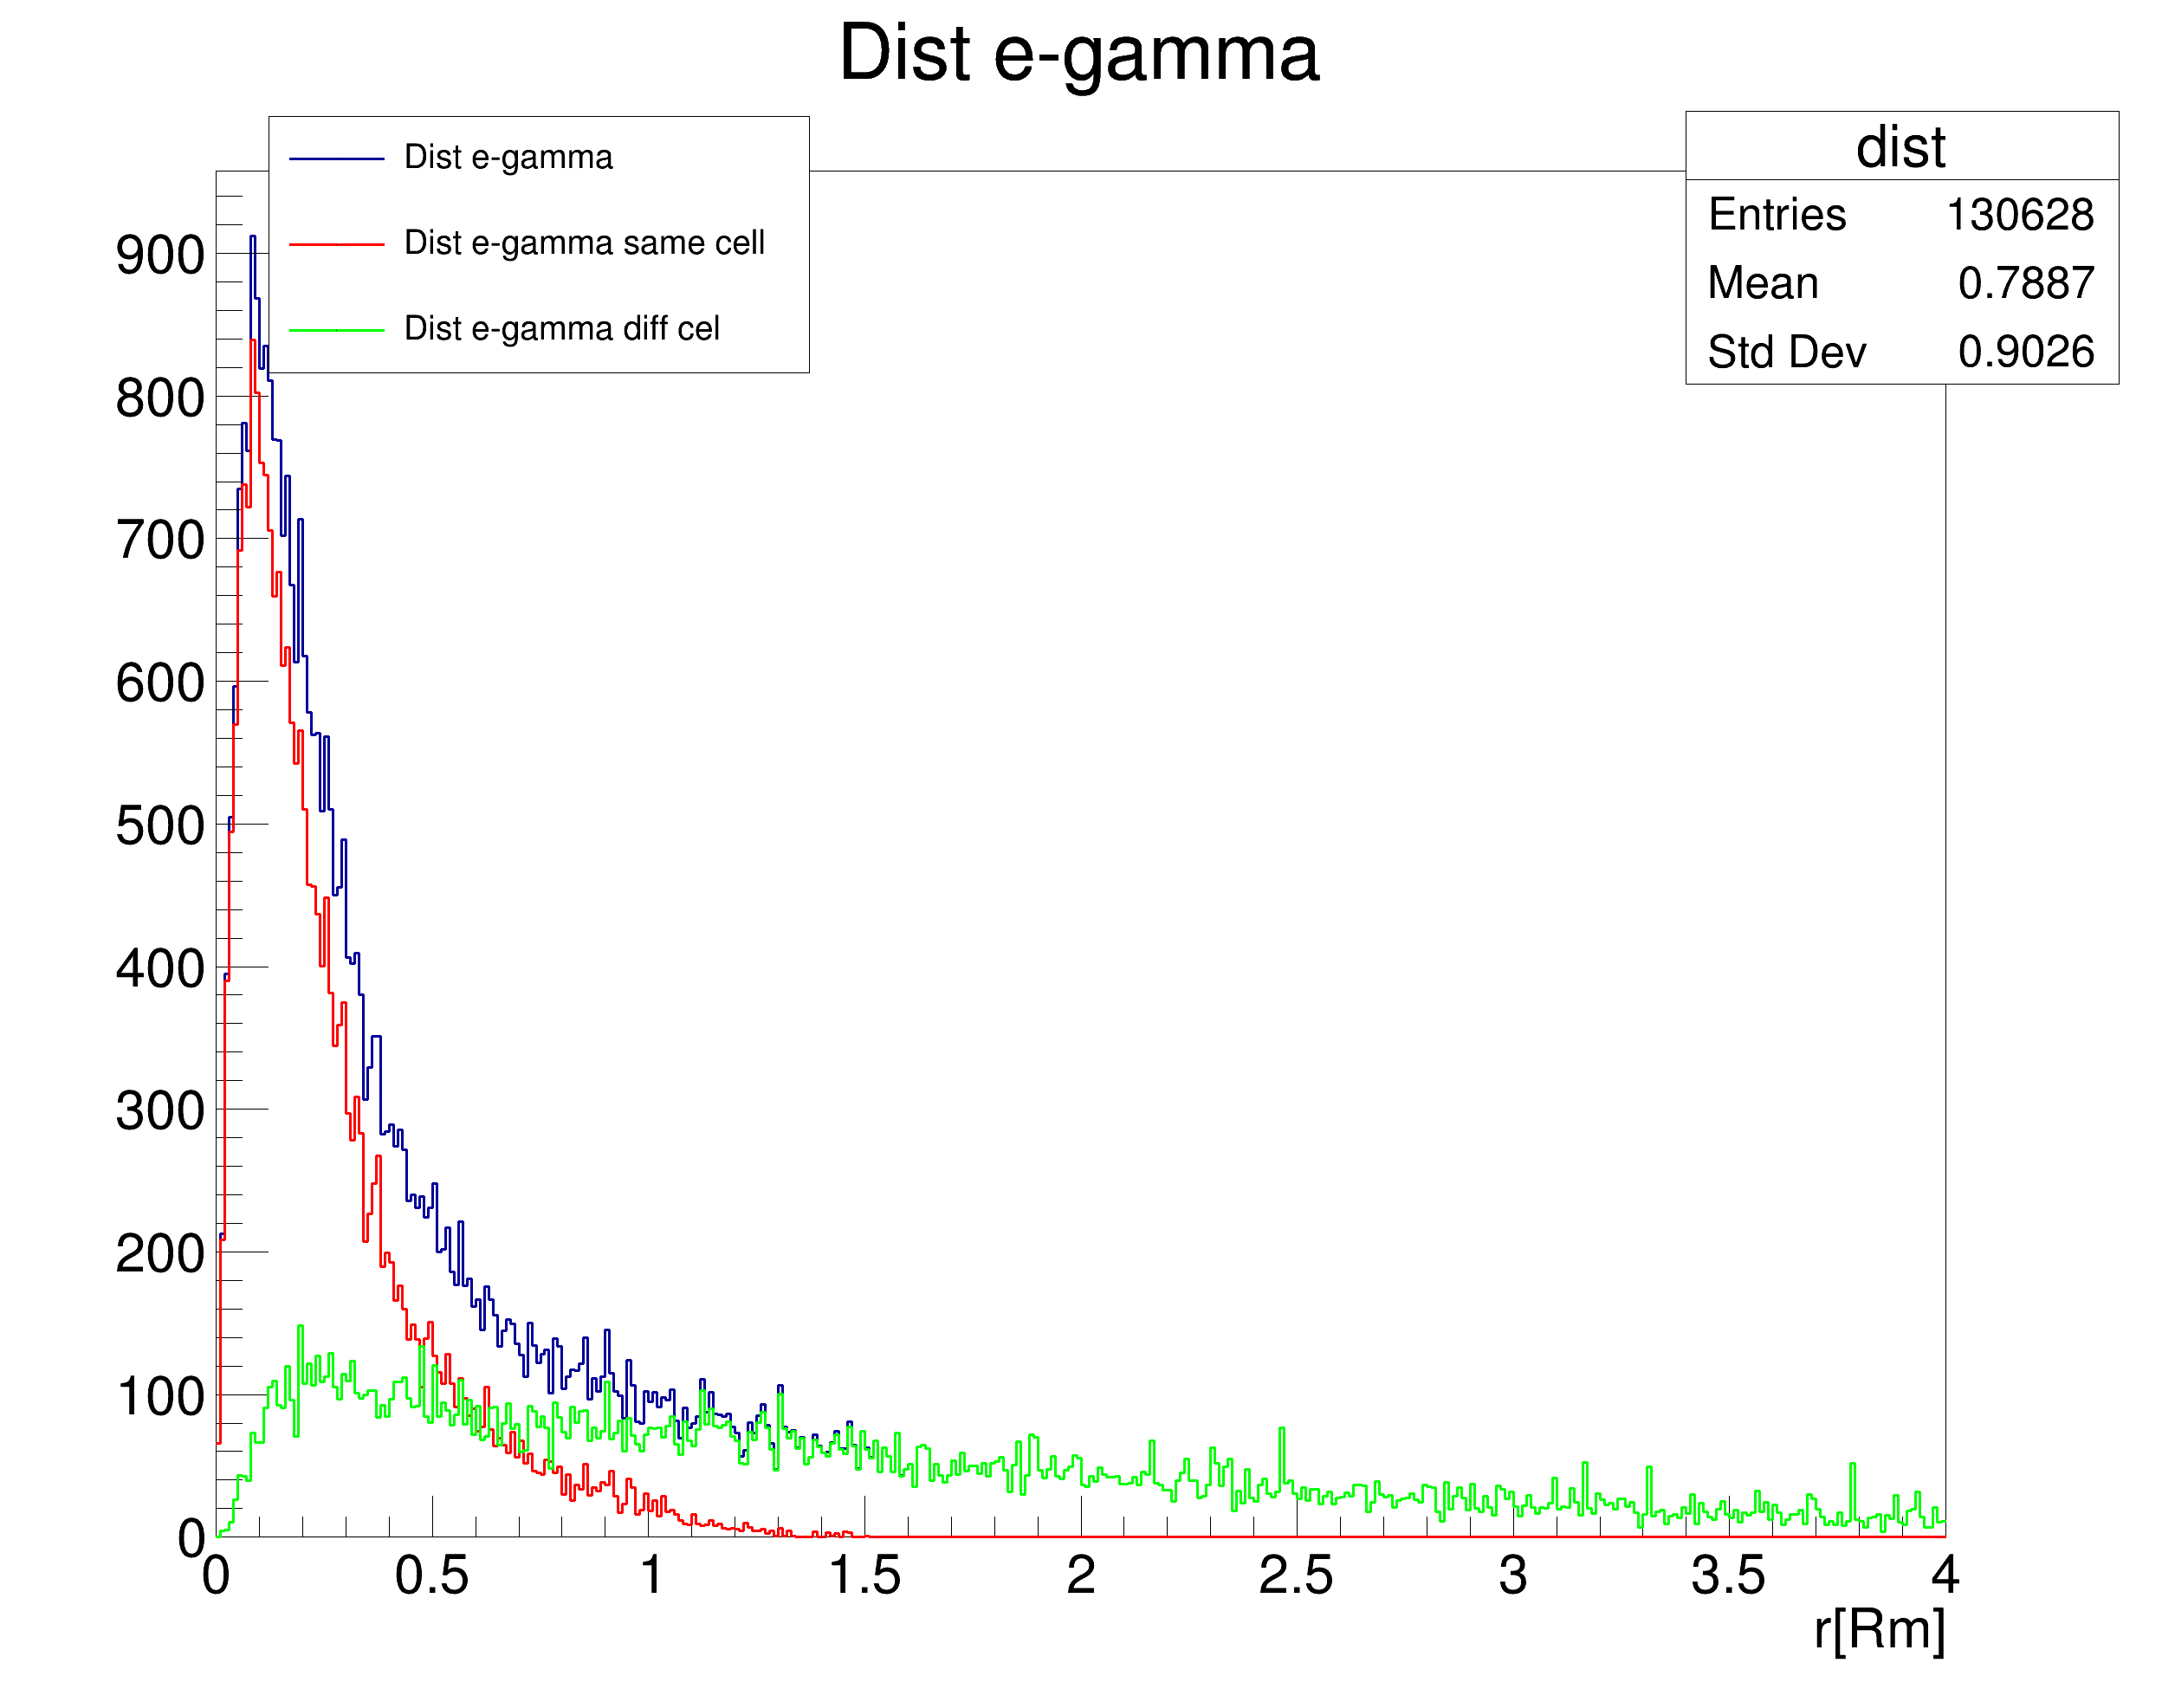 Dist e-gamma
Dist e-gamma
Dist e-gamma same cell
Dist e-gamma diff cel
dist
Entries 130628
Mean 0.7887
Std Dev 0.9026
900
800
700
600
500
400
300
200
100
0
0 0.5 1 1.5 2 2.5 3 3.5 4
r[Rm]